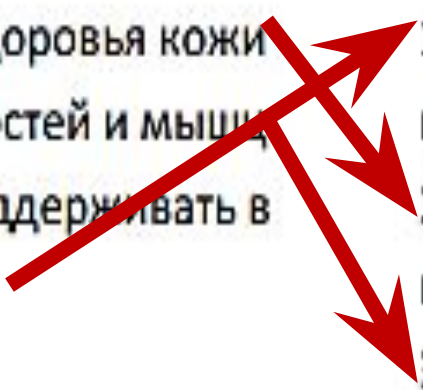 доровья кожи
остей и мышц
ддерживать в